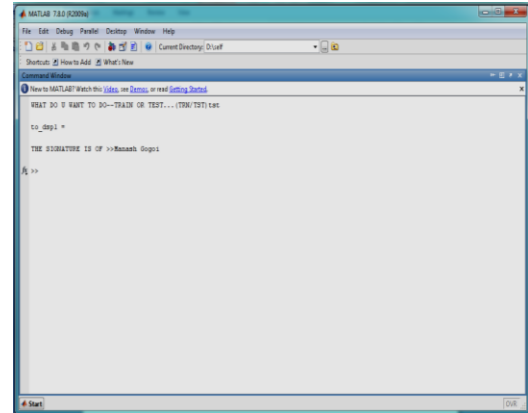 MATLAB 7.8.0 (R2009a)
File Edit Debug Parallel Desktop Window Help
Current Directory: D:\self
Shortcuts How to Add What's New
Command Window
New to MATLAB? Watch this Video, see Demos, or read Getting Started.
WHAT DO U WANT TO DO--TRAIN OR TEST...(TRN/TST)tst
to_dmpl =
THE SIGNATURE IS OF >>Manash Gogoi
fx >>
Start
OVR